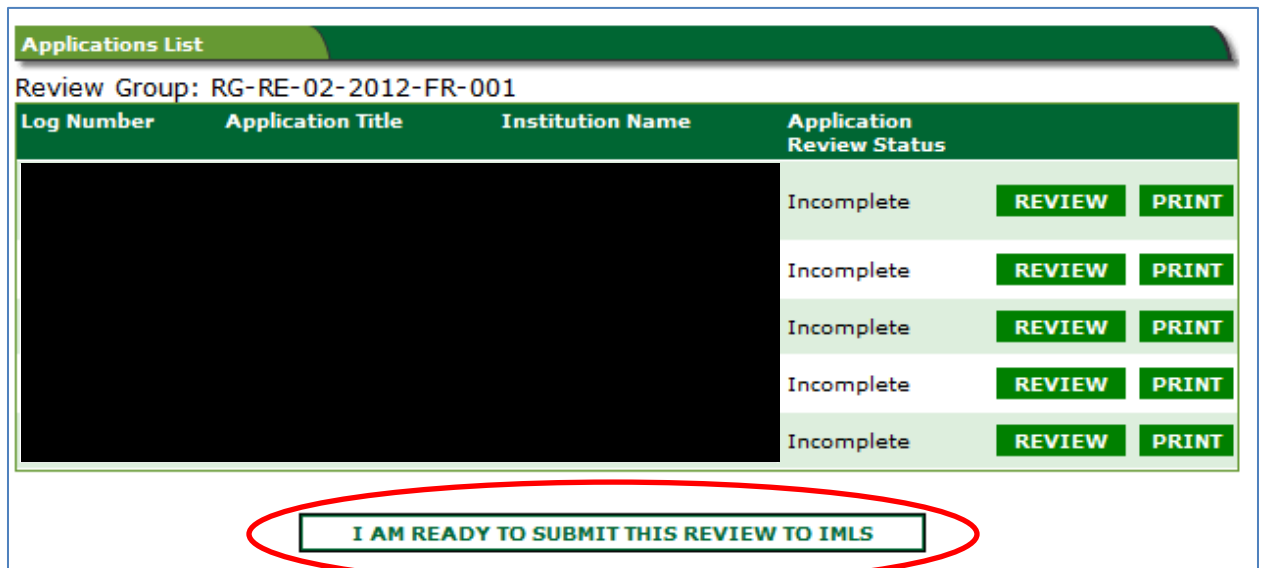 Applications List
Review Group: RG-RE-02-2012-FR-001
Log Number Application Title Institution Name Application
Review Status
Incomplete REVIEW PRINT
Incomplete REVIEW PRINT
Incomplete REVIEW PRINT
Incomplete REVIEW PRINT
Incomplete REVIEW PRINT
I AM READY TO SUBMIT THIS REVIEW TO IMLS